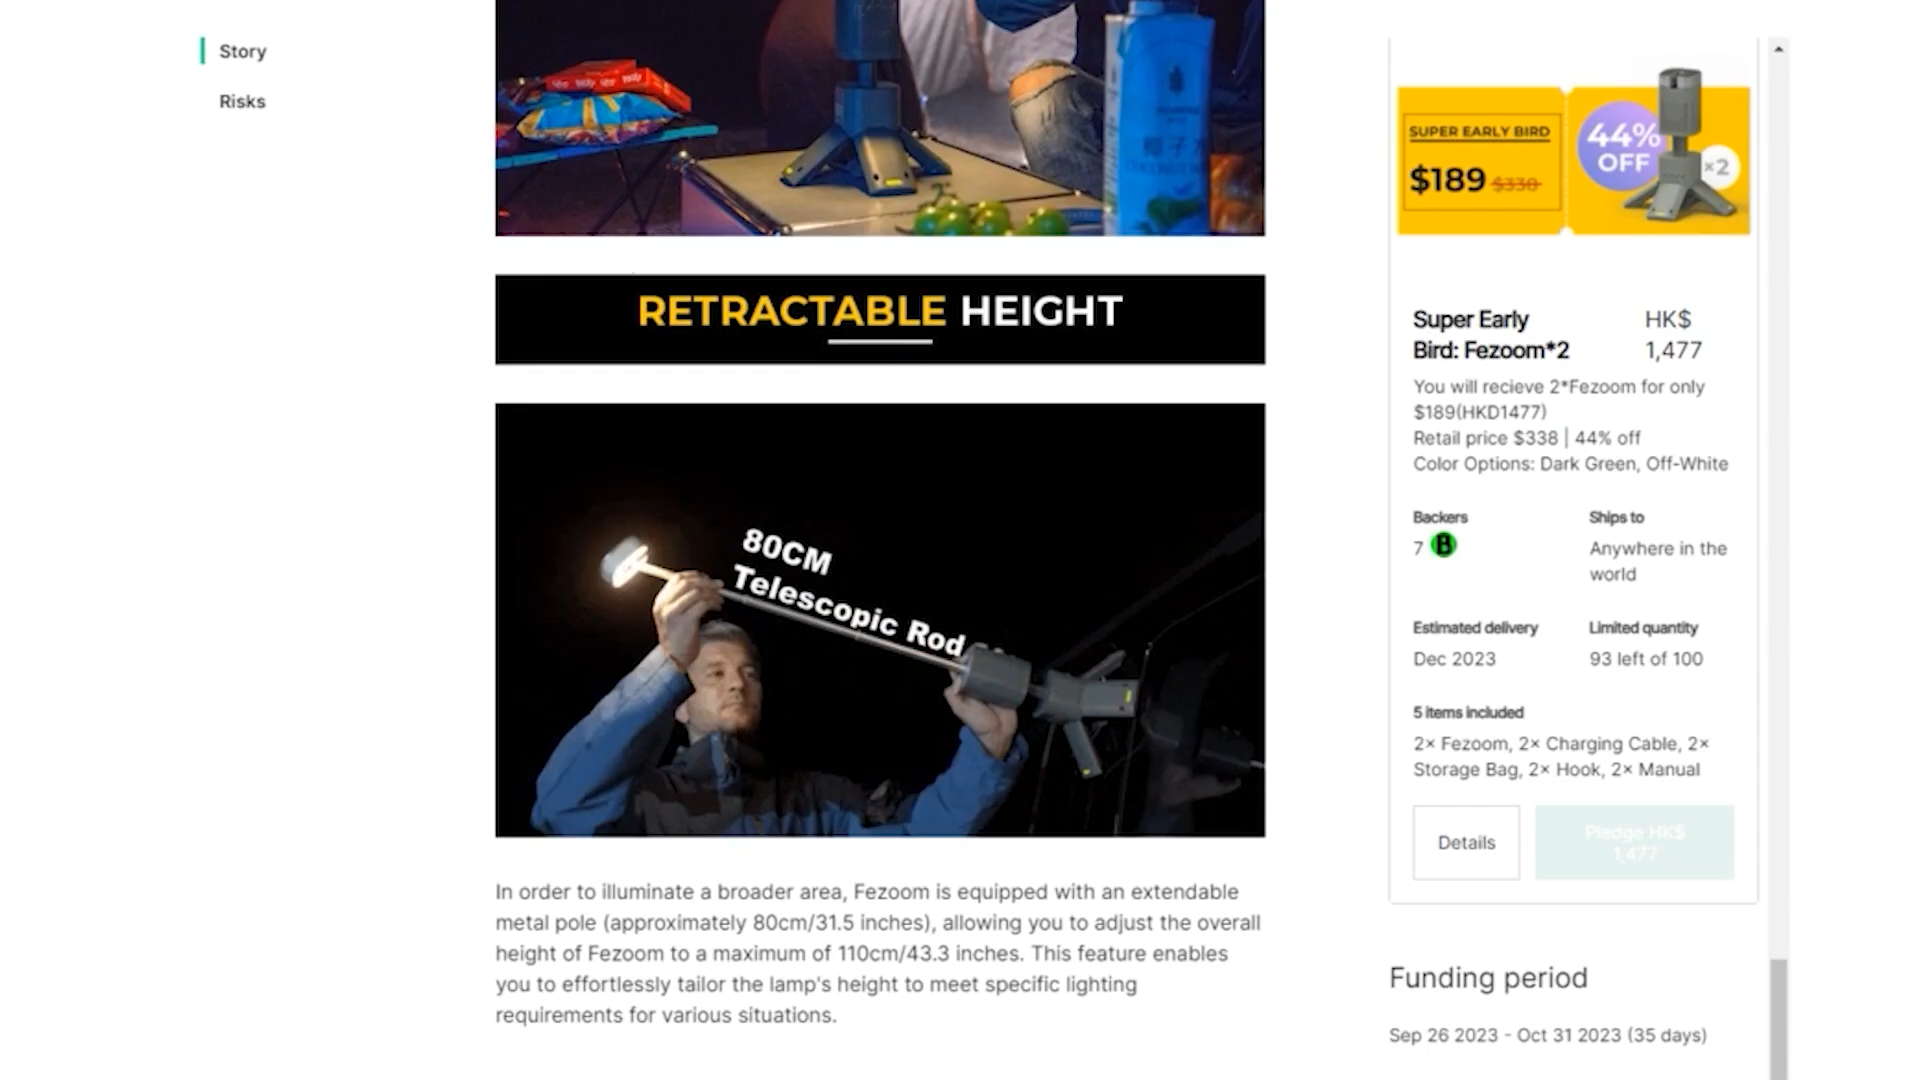 Story
Risks
RETRACTABLE HEIGHT
80CM
Telescopic Rod
In order to illuminate a broader area, Fezoom is equipped with an extendable
metal pole (approximately 80cm/31.5 inches), allowing you to adjust the overall
height of Fezoom to a maximum of 110cm/43.3 inches. This feature enables
you to effortlessly tailor the lamp's height to meet specific lighting
requirements for various situations.
SUPER EARLY BIRD
$189 $338
44%
OFF
×2
Super Early
Bird: Fezoom*2
HK$
1,477
You will recieve 2*Fezoom for only
$189(HKD1477)
Retail price $338 | 44% off
Color Options: Dark Green, Off-White
Backers
7 B
Ships to
Anywhere in the
world
Estimated delivery
Dec 2023
Limited quantity
93 left of 100
5 items included
2× Fezoom, 2× Charging Cable, 2×
Storage Bag, 2× Hook, 2× Manual
Details
Pledge HK$
1,477
Funding period
Sep 26 2023 - Oct 31 2023 (35 days)